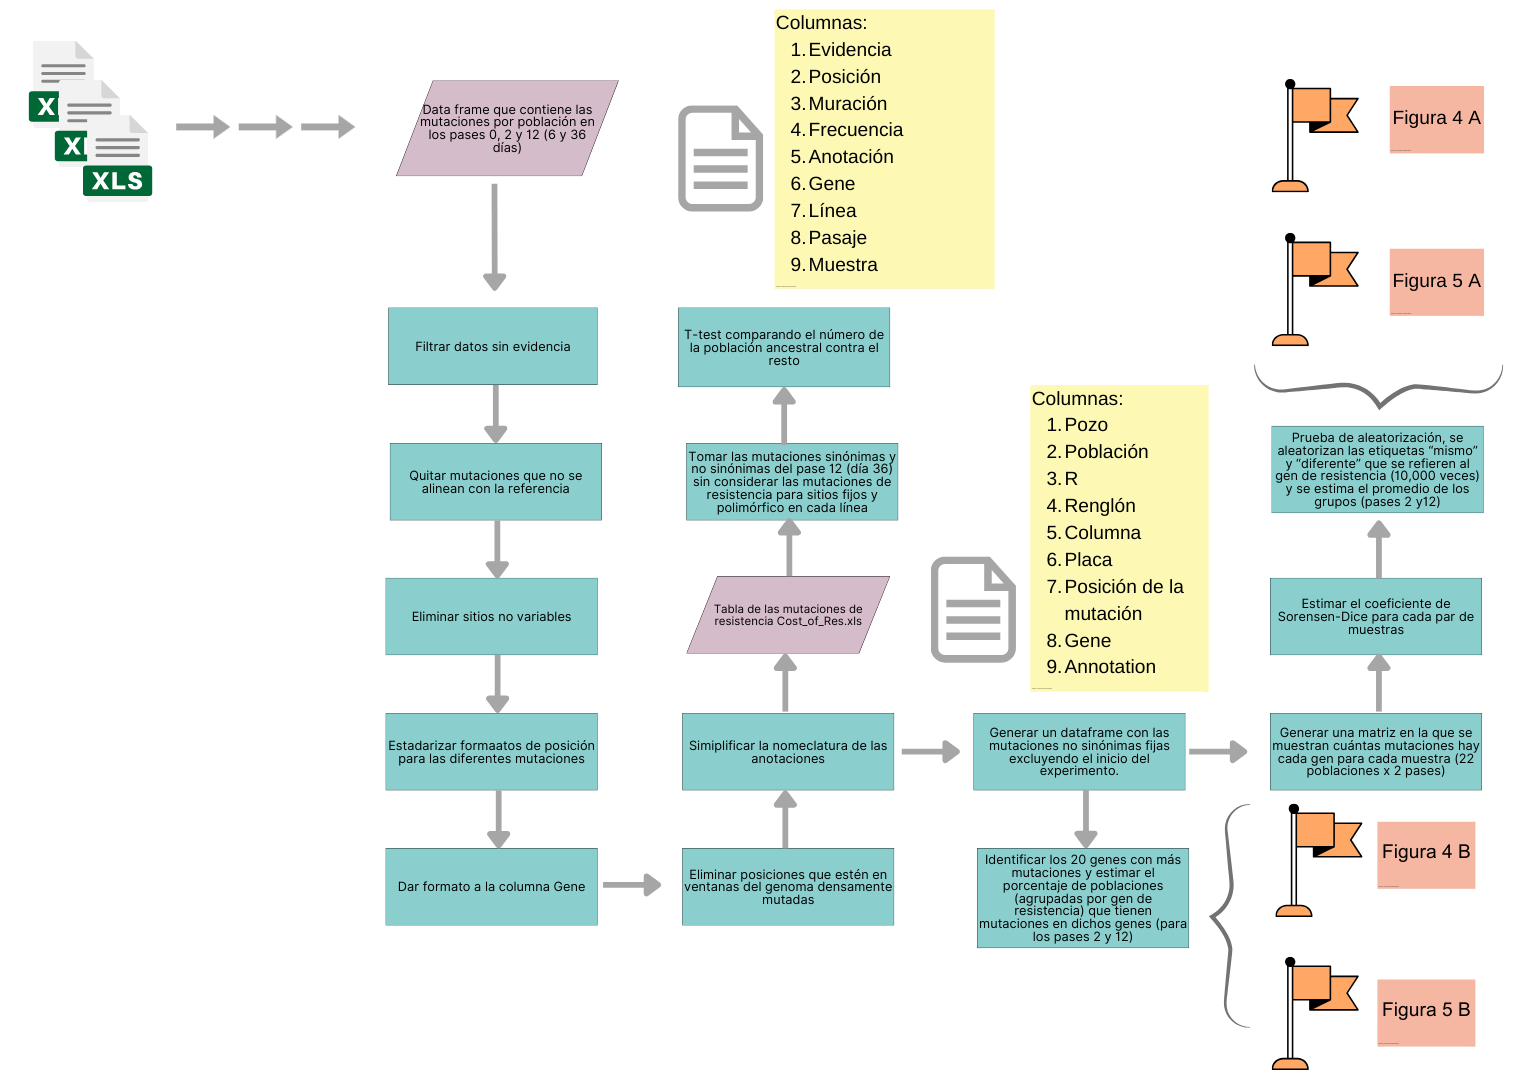 X
X
XLS
Data frame que contiene las
mutaciones por población en
los pases 0, 2 y 12 (6 y 36
días)
Columnas:
1. Evidencia
2. Posición
3. Muración
4. Frecuencia
5. Anotación
6. Gene
7. Línea
8. Pasaje
9. Muestra
Figura 4 A
Figura 5 A
Filtrar datos sin evidencia
Quitar mutaciones que no se
alinean con la referencia
Eliminar sitios no variables
Estadarizar formaatos de posición
para las diferentes mutaciones
Dar formato a la columna Gene
Eliminar posiciones que estén en
ventanas del genoma densamente
mutadas
Simiplificar la nomeclatura de las
anotaciones
Tabla de las mutaciones de
resistencia Cost_of_Res.xls
Tomar las mutaciones sinónimas y
no sinónimas del pase 12 (día 36)
sin considerar las mutaciones de
resistencia para sitios fijos y
polimórfico en cada línea
T-test comparando el número de
la población ancestral contra el
resto
Columnas:
1. Pozo
2. Población
3. R
4. Renglón
5. Columna
6. Placa
7. Posición de la
mutación
8. Gene
9. Annotation
Generar un dataframe con las
mutaciones no sinónimas fijas
excluyendo el inicio del
experimento.
Identificar los 20 genes con más
mutaciones y estimar el
porcentaje de poblaciones
(agrupadas por gen de
resistencia) que tienen
mutaciones en dichos genes (para
los pases 2 y 12)
Generar una matriz en la que se
muestran cuántas mutaciones hay
cada gen para cada muestra (22
poblaciones x 2 pases)
Estimar el coeficiente de
Sorensen-Dice para cada par de
muestras
Prueba de aleatorización, se
aleatorizan las etiquetas “mismo”
y “diferente” que se refieren al
gen de resistencia (10,000 veces)
y se estima el promedio de los
grupos (pases 2 y12)
Figura 4 B
Figura 5 B